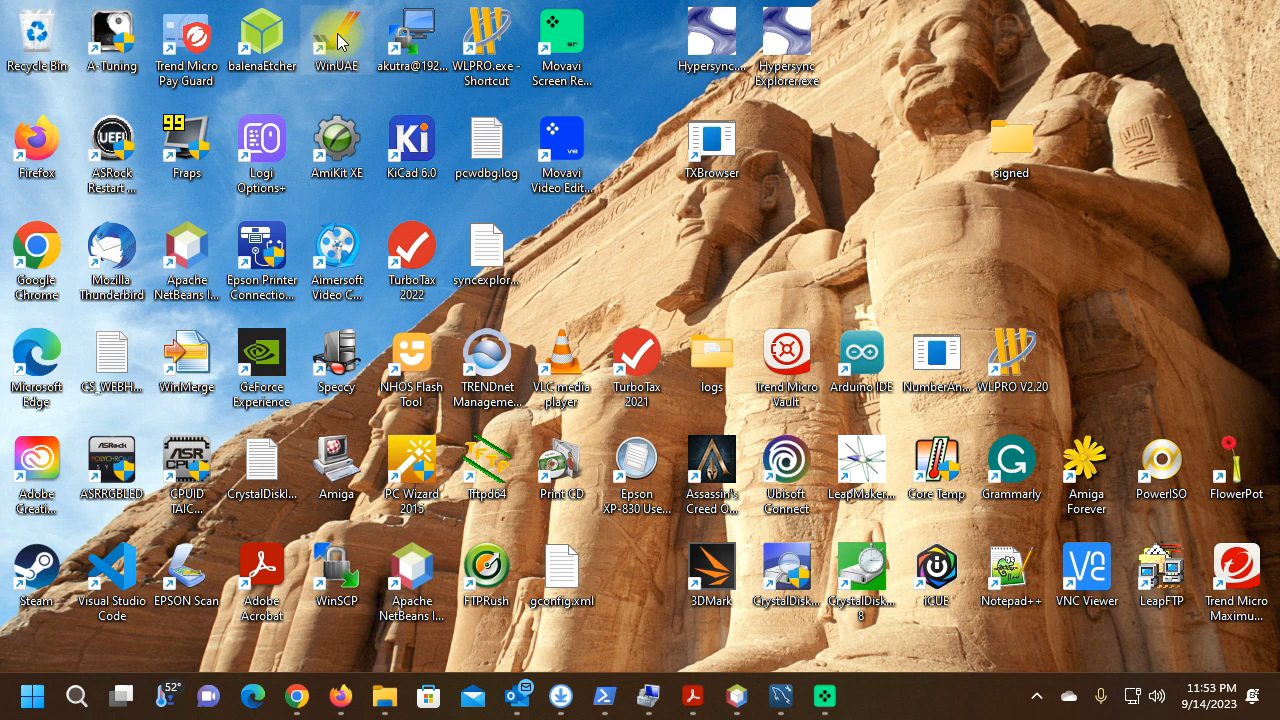 Recycle Bin
A-Tuning
Trend Micro
Pay Guard
balenaEtcher
WinUAE
akutra@192...
WLPRO.exe -
Shortcut
Movavi
Screen Re...
Hypersync....
Hypersync
Explorer.exe
Firefox
ASRock
Restart ...
99
Fraps
Logi
Options+
AmiKit XE
KiCad 6.0
pcwdbg.log
Movavi
Video Edit...
TXBrowser
signed
Google
Chrome
Mozilla
Thunderbird
Apache
NetBeans I...
Epson Printer
Connectio...
Aimersoft
Video C...
TurboTax
2022
syncexplor...
Microsoft
Edge
CS_WEBH...
WinMerge
GeForce
Experience
Speccy
NHOS Flash
Tool
TRENDnet
Manageme...
VLC media
player
TurboTax
2021
logs
Trend Micro
Vault
Arduino IDE
NumberAn...
WLPRO V2.20
Adobe
Creati...
ASRRGBLED
CPUID
TAIC...
CrystalDiskI...
Amiga
PC Wizard
2015
Tftpd64
Print CD
Epson
XP-830 Use...
Assassin's
Creed O...
Ubisoft
Connect
LeapMaker...
Core Temp
Grammarly
Amiga
Forever
PowerISO
FlowerPot
Steam
Visual Studio
Code
EPSON Scan
Adobe
Acrobat
WinSCP
Apache
NetBeans I...
FTPRush
gconfig.xml
3DMark
CrystalDisk...
CrystalDisk...
8
iCUE
Notepad++
VNC Viewer
LeapFTP
Trend Micro
Maximu...
52°
11:53 PM
9/14/2023